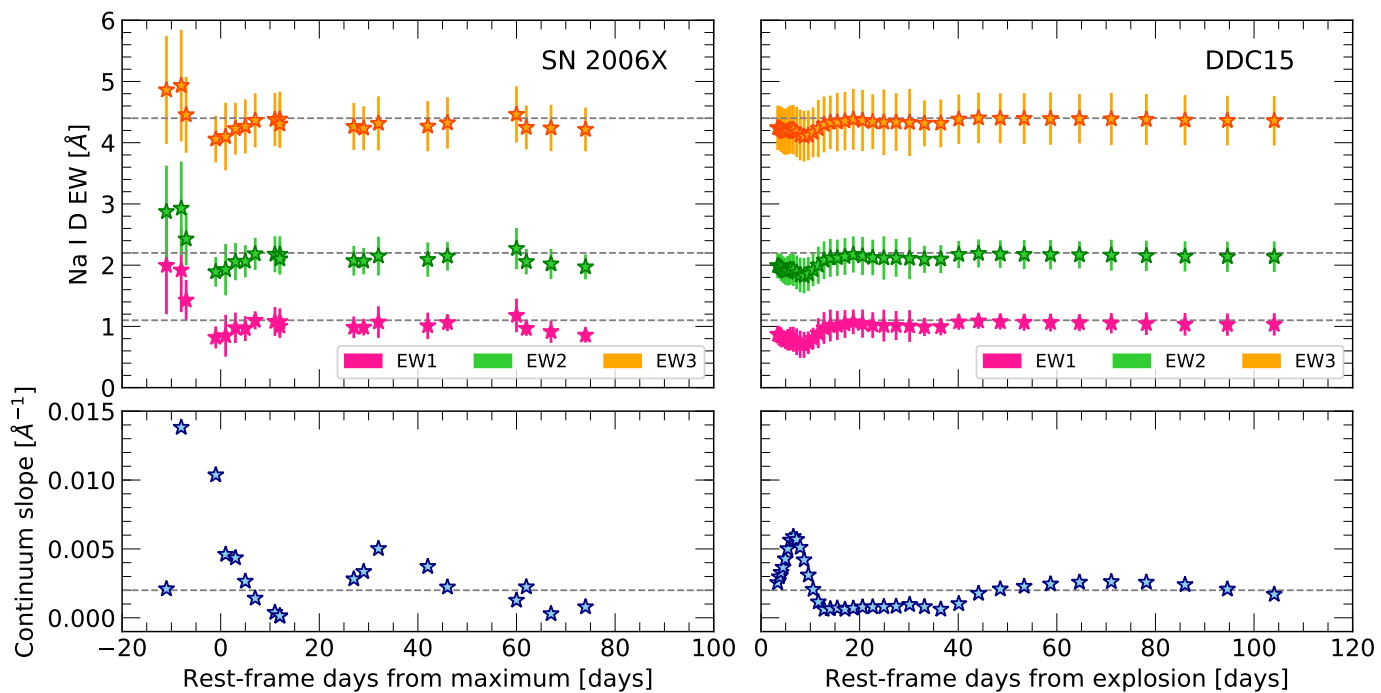 SN 2006X
DDC15
Na I D EW [Å]
6
5
4
3
2
1
0
EW1 EW2 EW3
EW1 EW2 EW3
Continuum slope [Å⁻¹]
0.015
0.010
0.005
0.000
−20 0 20 40 60 80 100
0 20 40 60 80 100 120
Rest-frame days from maximum [days]
Rest-frame days from explosion [days]